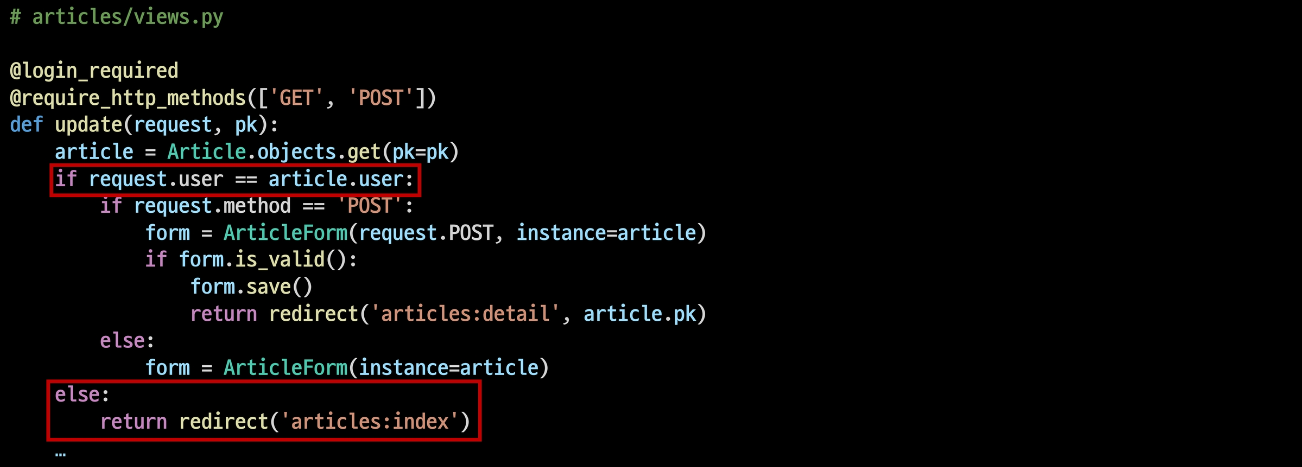 # articles/views.py

@login_required
@require_http_methods(['GET', 'POST'])
def update(request, pk):
    article = Article.objects.get(pk=pk)
    if request.user == article.user:
        if request.method == 'POST':
            form = ArticleForm(request.POST, instance=article)
            if form.is_valid():
                form.save()
                return redirect('articles:detail', article.pk)
        else:
            form = ArticleForm(instance=article)
    else:
        return redirect('articles:index')
    …